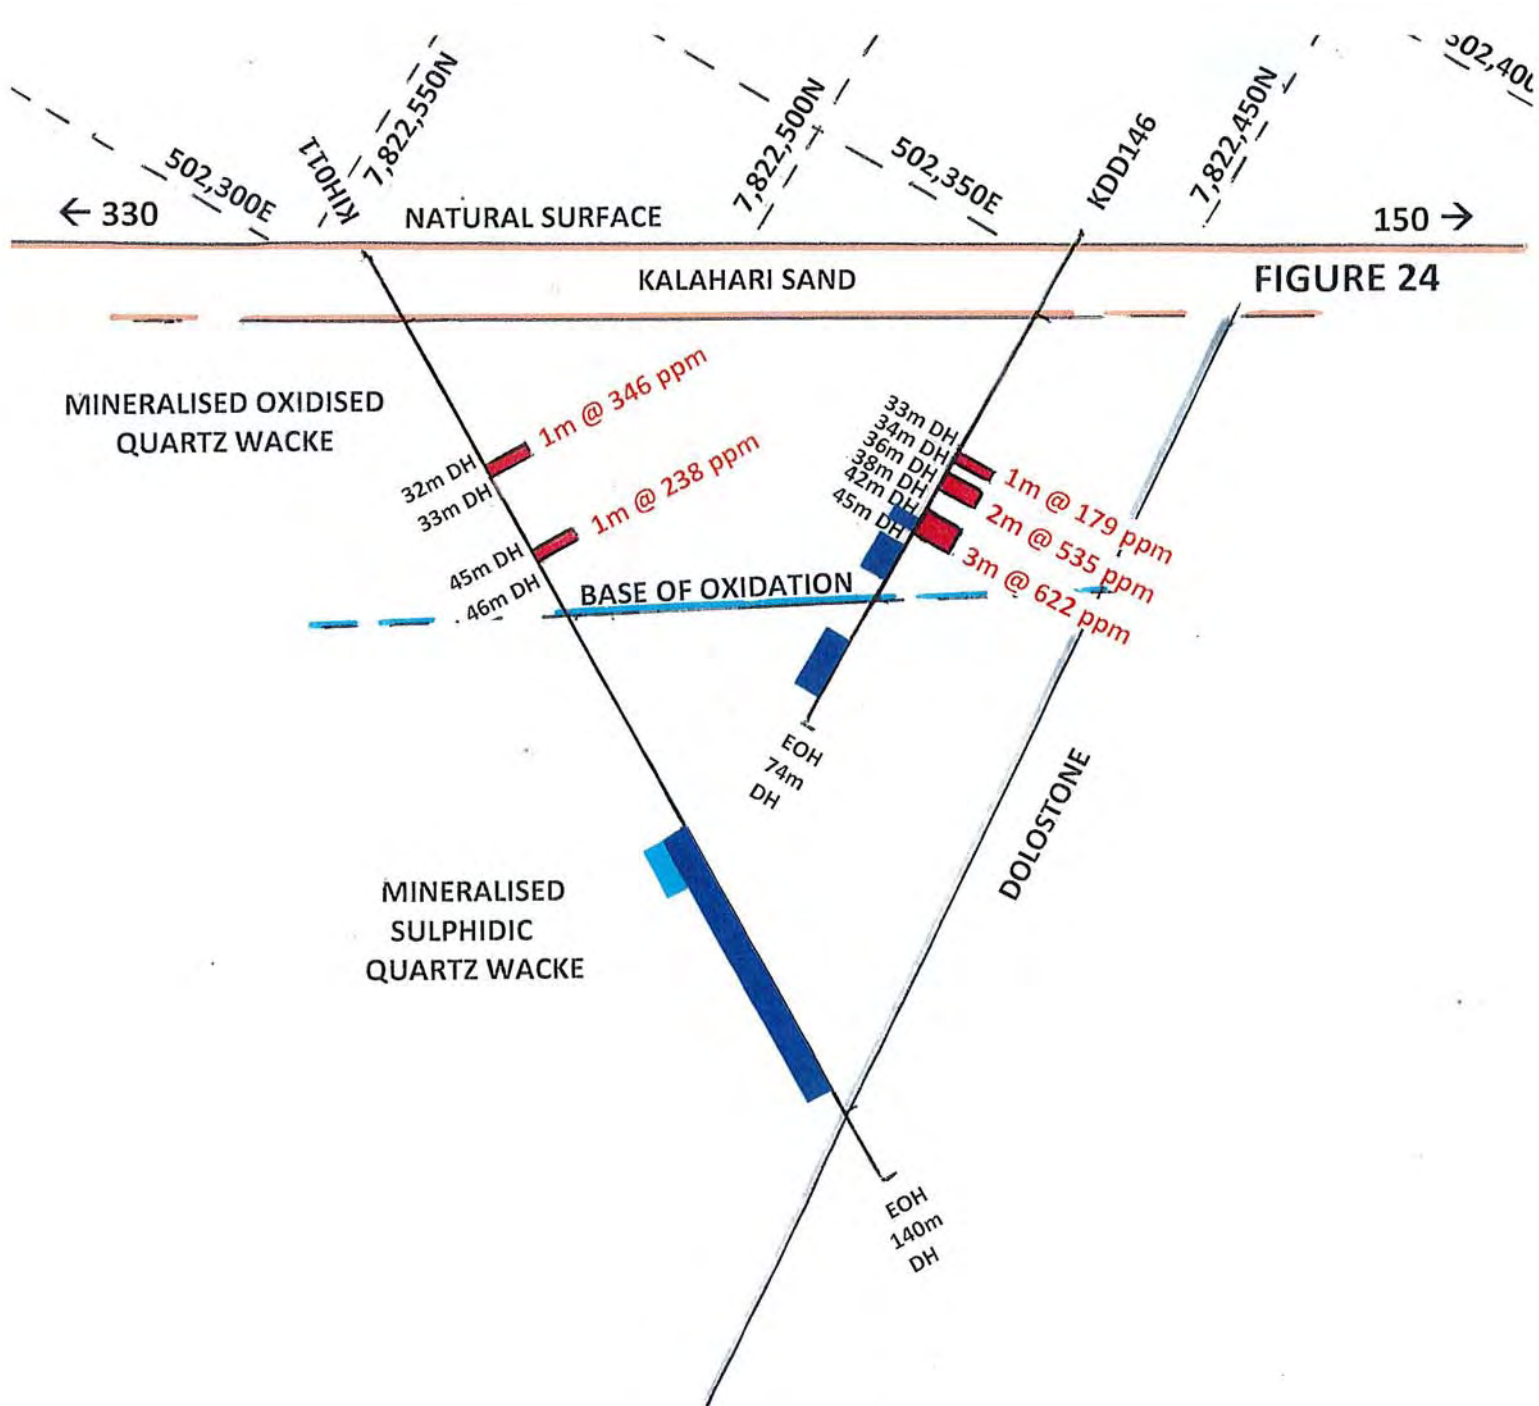 502,40
7,822,550N
7,822,500N
7,822,450N
KDD146
KIH011
502,300E
502,350E
← 330
NATURAL SURFACE
150 →
KALAHARI SAND
FIGURE 24
MINERALISED OXIDISED
QUARTZ WACKE
1m @ 346 ppm
32m DH
33m DH
1m @ 238 ppm
45m DH
46m DH
33m DH
34m DH
36m DH
38m DH
42m DH
45m DH
1m @ 179 ppm
2m @ 535 ppm
3m @ 622 ppm
BASE OF OXIDATION
EOH
74m
DH
DOLOSTONE
MINERALISED
SULPHIDIC
QUARTZ WACKE
EOH
140m
DH